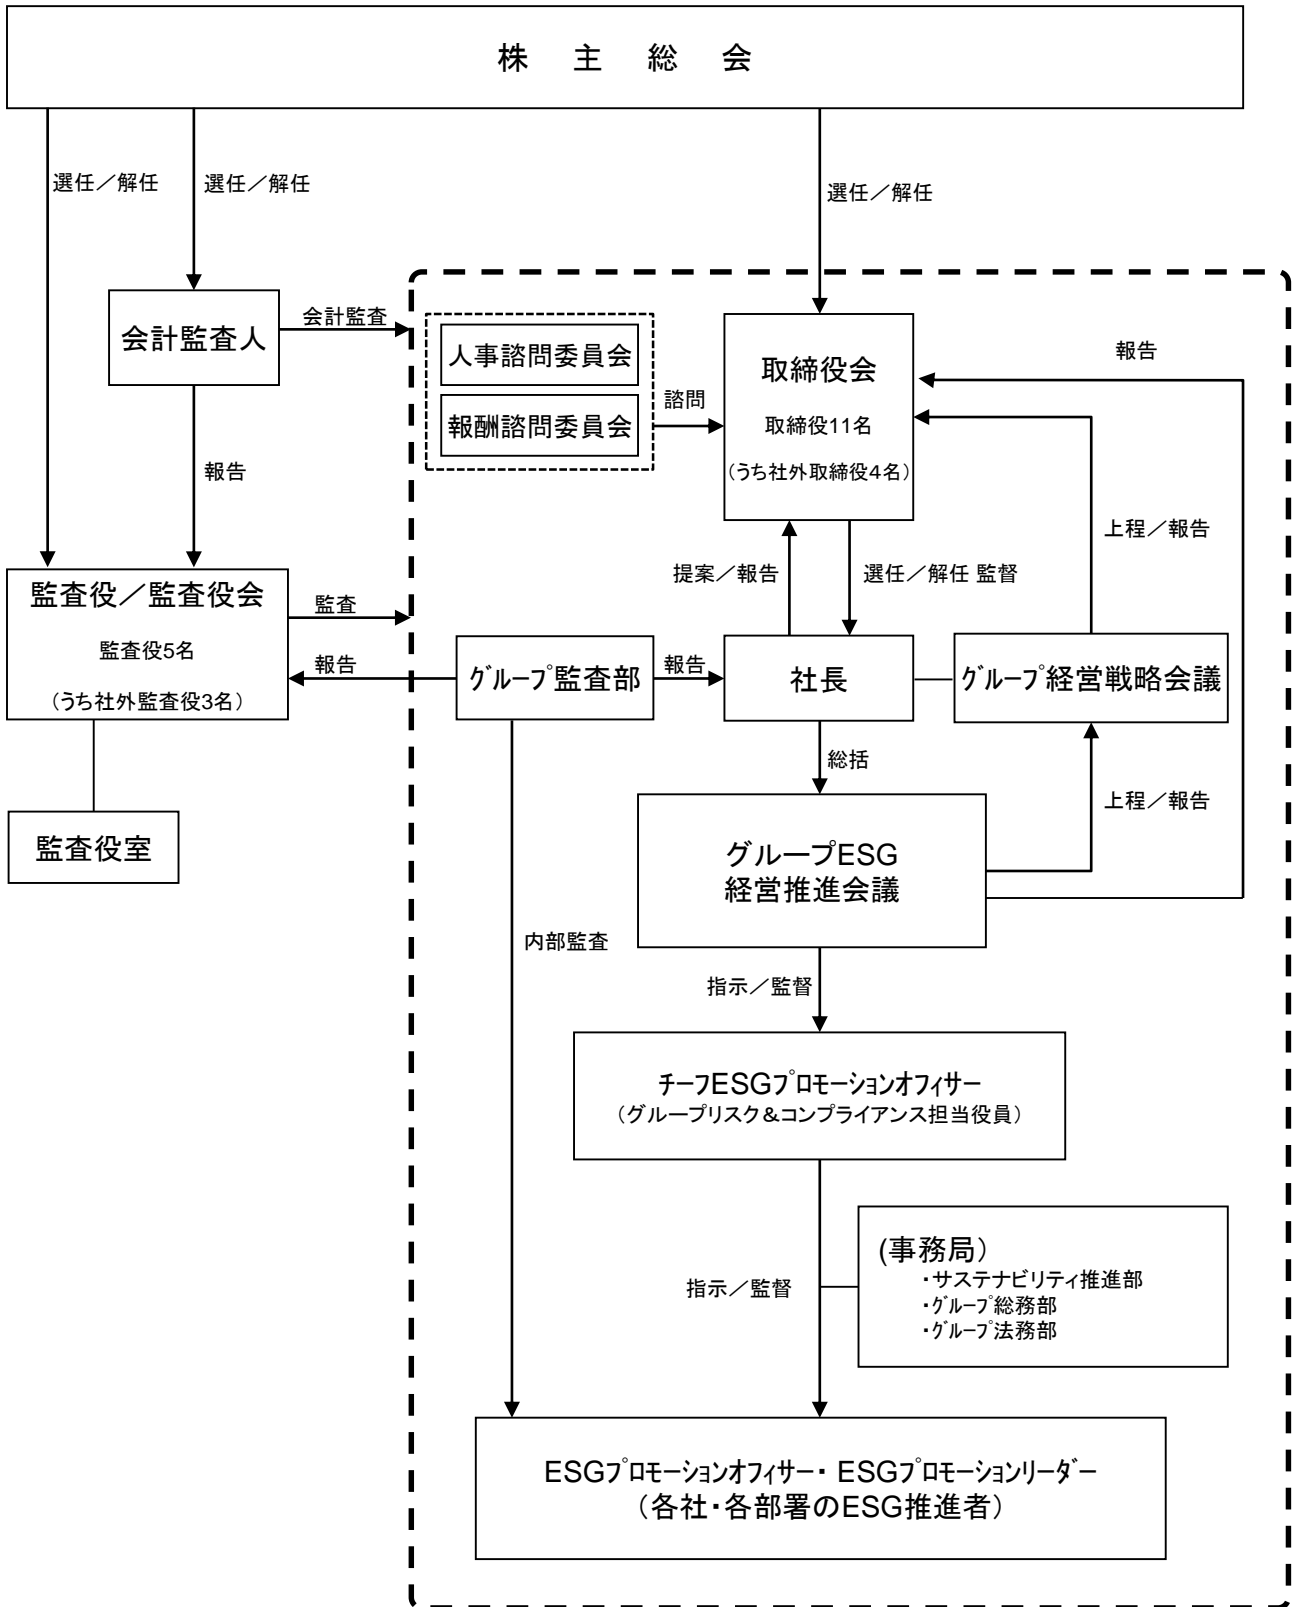 株 主 総 会
選任／解任
選任／解任
選任／解任
会計監査人
会計監査
人事諮問委員会
報酬諮問委員会
諮問
取締役会
取締役11名
（うち社外取締役4名）
報告
報告
上程／報告
監査役／監査役会
監査役5名
（うち社外監査役3名）
監査
報告
提案／報告
選任／解任 監督
ｸﾞﾙｰﾌﾟ監査部
報告
社長
ｸﾞﾙｰﾌﾟ経営戦略会議
総括
上程／報告
監査役室
グループESG
経営推進会議
内部監査
指示／監督
ﾁｰﾌESGﾌﾟﾛﾓｰｼｮﾝｵﾌｨｻｰ
（グループリスク＆コンプライアンス担当役員）
指示／監督
(事務局）
・サステナビリティ推進部
・ｸﾞﾙｰﾌﾟ総務部
・ｸﾞﾙｰﾌﾟ法務部
ESGﾌﾟﾛﾓｰｼｮﾝｵﾌｨｻｰ・ESGﾌﾟﾛﾓｰｼｮﾝﾘｰﾀﾞｰ
（各社・各部署のESG推進者）